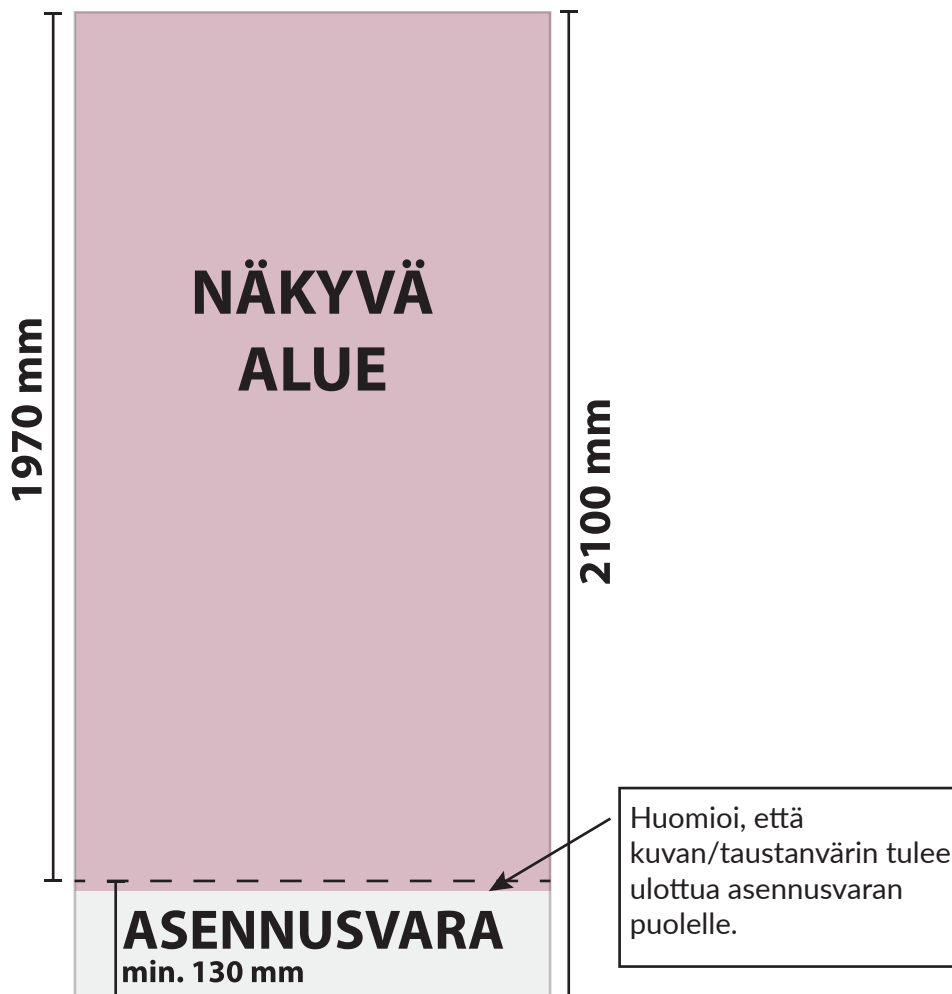 NÄKYVÄ
ALUE
1970 mm
2100 mm
Huomioi, että
kuvan/taustanvärin tulee
ulottua asennusvaran
puolelle.
ASENNUSVARA
min. 130 mm